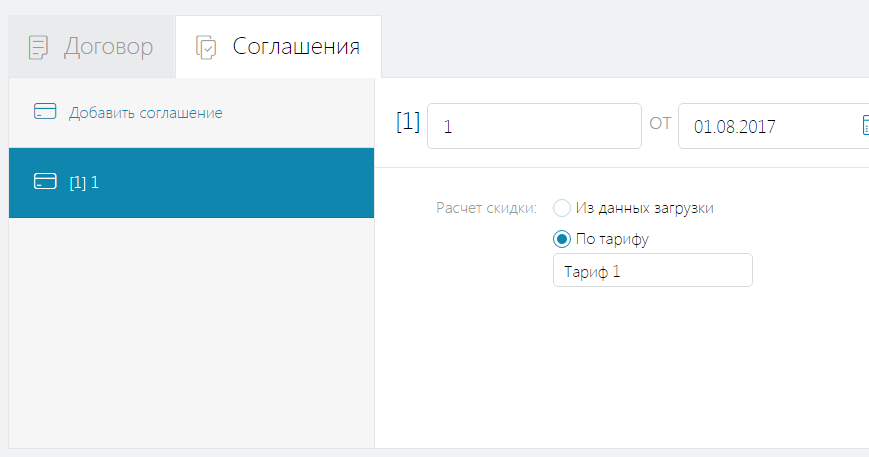 Договор
Соглашения
Добавить соглашение
[1] 1
[1] 1 от 01.08.2017
Расчет скидки: Из данных загрузки
По тарифу
Тариф 1